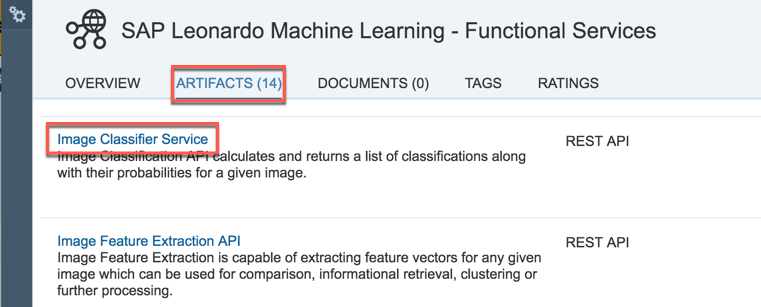 SAP Leonardo Machine Learning - Functional Services
OVERVIEW ARTIFACTS (14) DOCUMENTS (0) TAGS RATINGS
Image Classifier Service REST API
Image Classification API calculates and returns a list of classifications along
with their probabilities for a given image.
Image Feature Extraction API REST API
Image Feature Extraction is capable of extracting feature vectors for any given
image which can be used for comparison, informational retrieval, clustering or
further processing.